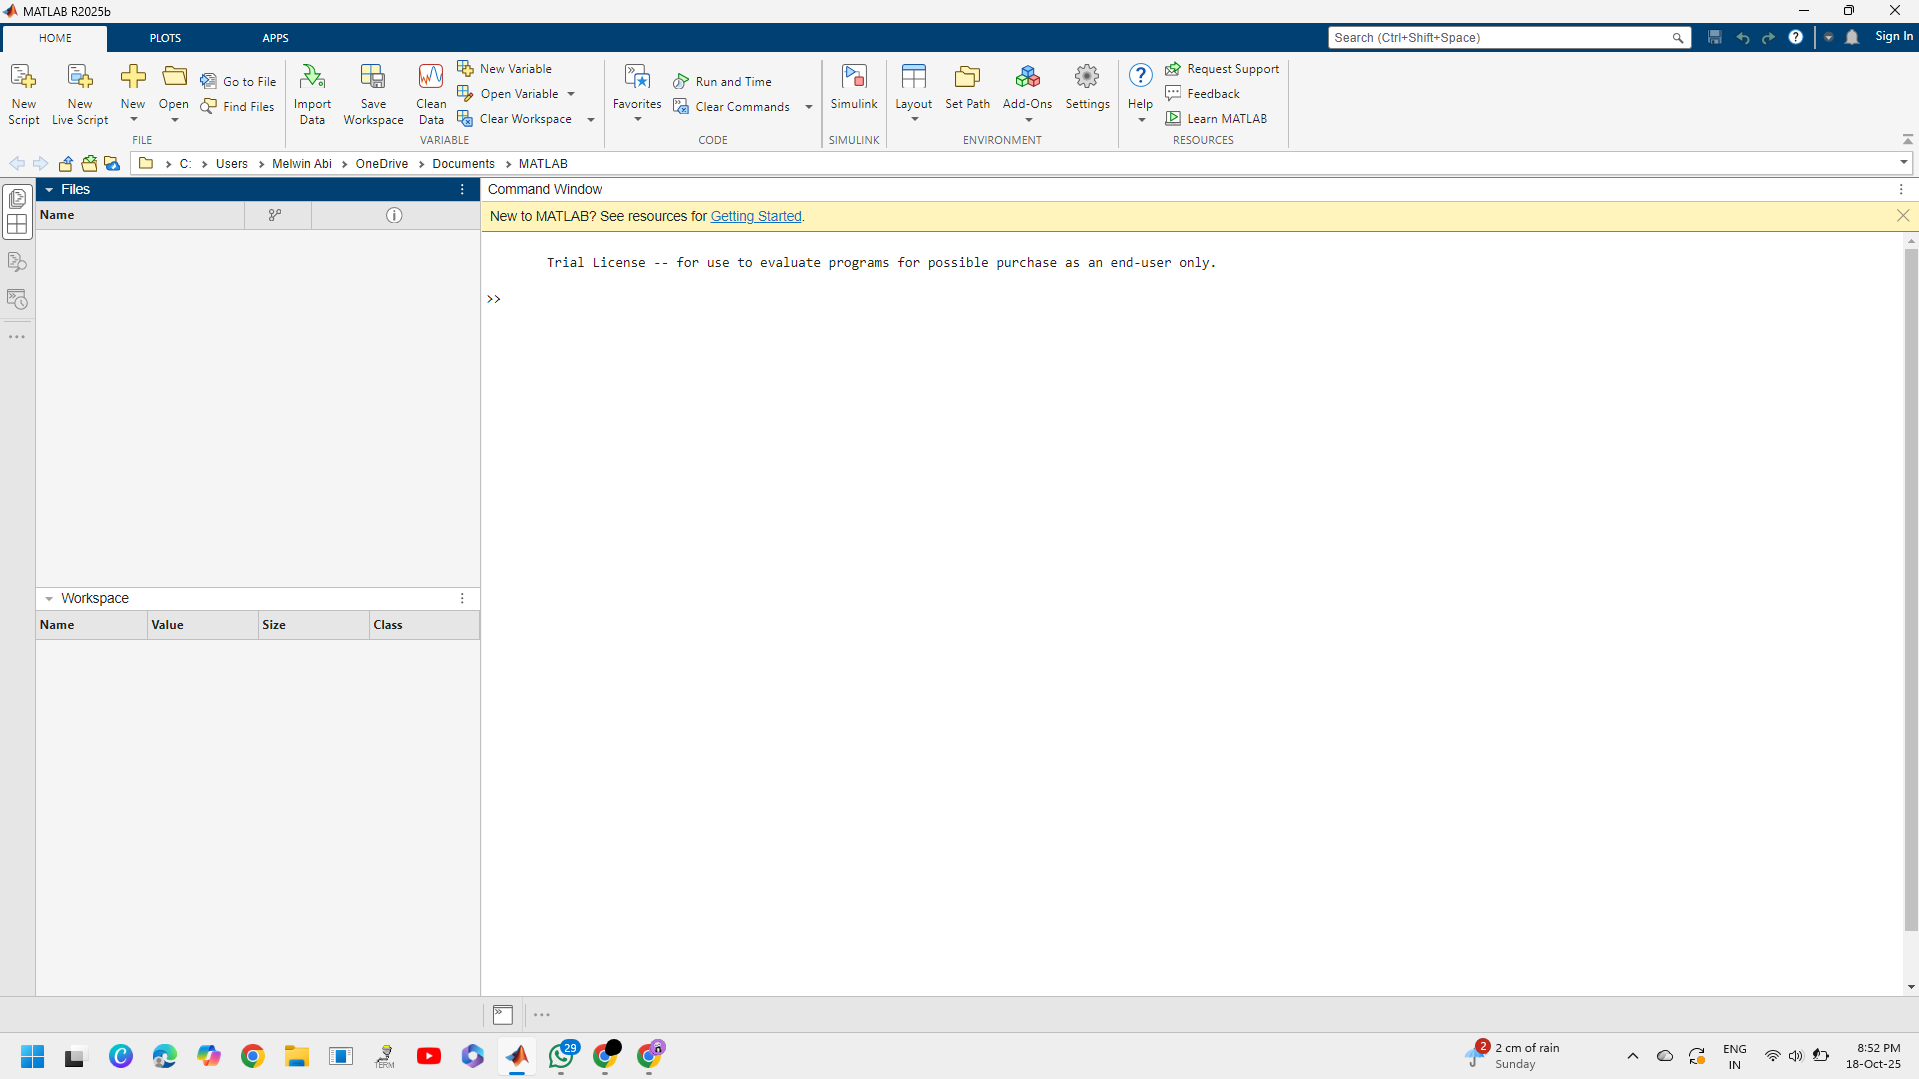 MATLAB R2025b
HOME
PLOTS
APPS
Search (Ctrl+Shift+Space)
Sign In
New Script
New Live Script
New
Open
Go to File
Find Files
FILE
Import Data
Save Workspace
Clean Data
New Variable
Open Variable
Clear Workspace
VARIABLE
Favorites
Run and Time
Clear Commands
CODE
Simulink
SIMULINK
Layout
Set Path
Add-Ons
Settings
ENVIRONMENT
Help
Request Support
Feedback
Learn MATLAB
RESOURCES
C: › Users › Melwin Abi › OneDrive › Documents › MATLAB
Files
Name
Command Window
New to MATLAB? See resources for Getting Started.
Trial License -- for use to evaluate programs for possible purchase as an end-user only.
>>
Workspace
Name Value Size Class
TERM
29
2
2 cm of rain
Sunday
ENG
IN
8:52 PM
18-Oct-25